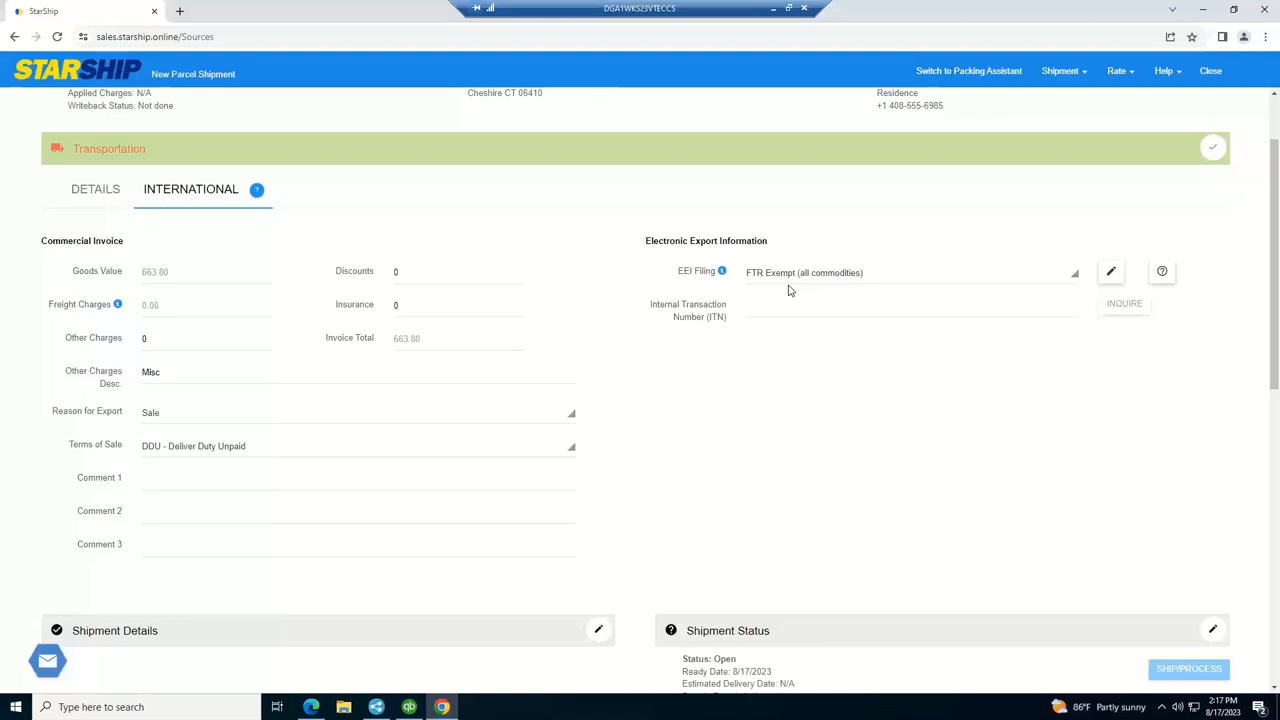 StarShip
DGA1WKS23VTECCS
sales.starship.online/Sources
STARSHIP New Parcel Shipment
Switch to Packing Assistant Shipment Rate Help Close
Applied Charges: N/A
Writeback Status: Not done
Cheshire CT 06410
Residence
+1 408-555-6985
Transportation
DETAILS INTERNATIONAL ?
Commercial Invoice
Goods Value 663.80 Discounts 0
Freight Charges 0.00 Insurance 0
Other Charges 0 Invoice Total 663.80
Other Charges
Desc. Misc
Reason for Export Sale
Terms of Sale DDU - Deliver Duty Unpaid
Comment 1
Comment 2
Comment 3
Electronic Export Information
EEI Filing FTR Exempt (all commodities)
Internal Transaction
Number (ITN)
INQUIRE
Shipment Details
Shipment Status
Status: Open
Ready Date: 8/17/2023
Estimated Delivery Date: N/A
SHIP/PROCESS
Type here to search
86°F Partly sunny
2:17 PM
8/17/2023
2